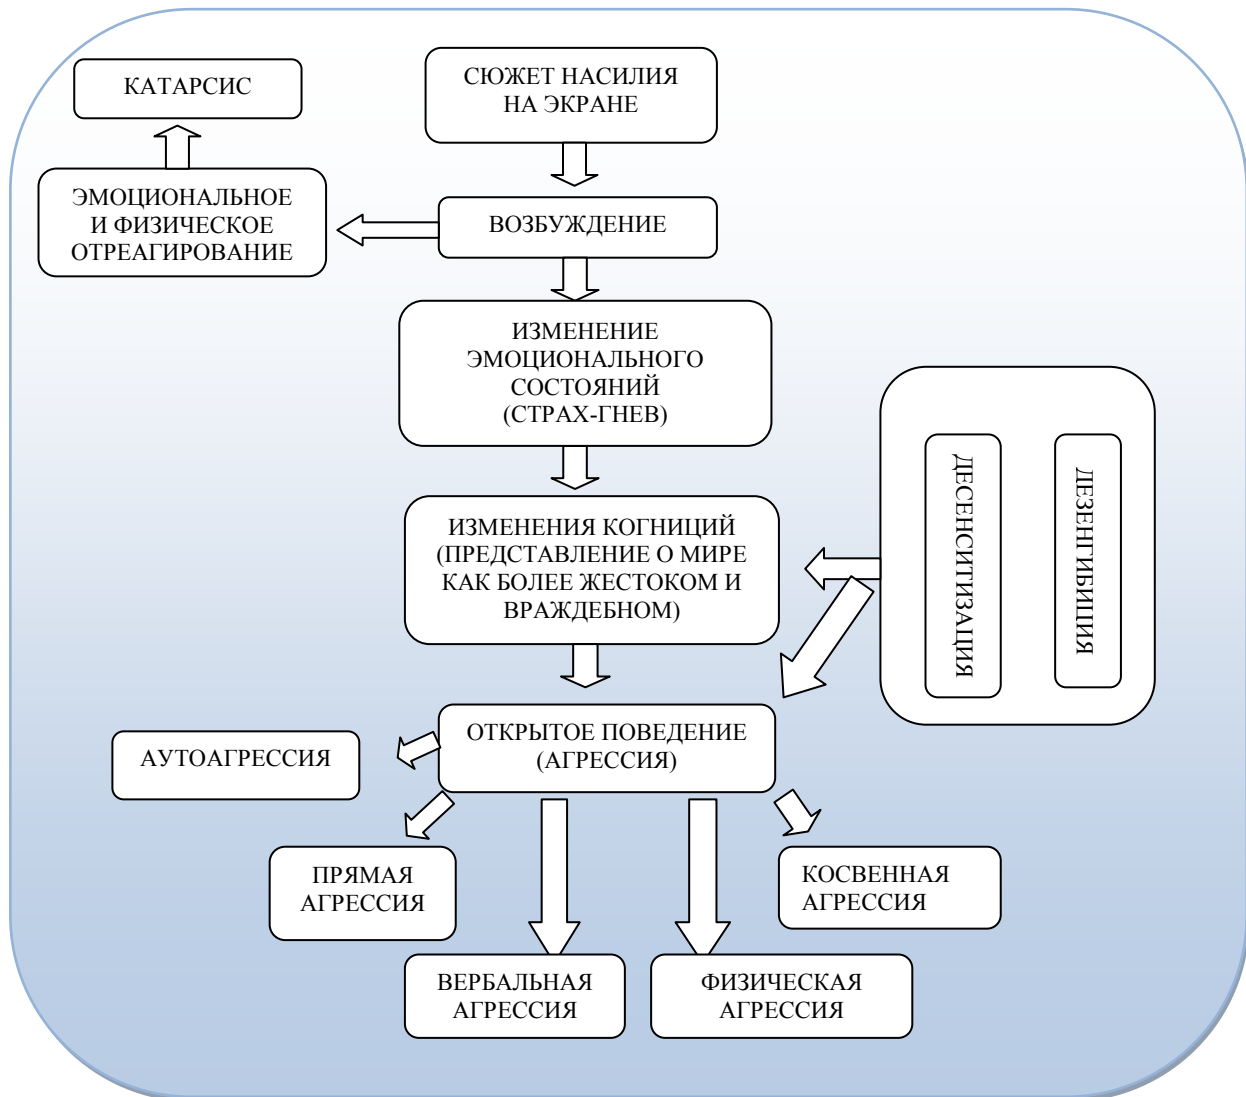 КАТАРСИС
СЮЖЕТ НАСИЛИЯ
НА ЭКРАНЕ
ЭМОЦИОНАЛЬНОЕ
И ФИЗИЧЕСКОЕ
ОТРЕАГИРОВАНИЕ
ВОЗБУЖДЕНИЕ
ИЗМЕНЕНИЕ
ЭМОЦИОНАЛЬНОГО
СОСТОЯНИЙ
(СТРАХ-ГНЕВ)
ИЗМЕНЕНИЯ КОГНИЦИЙ
(ПРЕДСТАВЛЕНИЕ О МИРЕ
КАК БОЛЕЕ ЖЕСТОКОМ И
ВРАЖДЕБНОМ)
ДЕСЕНСИТИЗАЦИЯ
ДЕЗЕНГИБИЦИЯ
ОТКРЫТОЕ ПОВЕДЕНИЕ
(АГРЕССИЯ)
АУТОАГРЕССИЯ
ПРЯМАЯ
АГРЕССИЯ
КОСВЕННАЯ
АГРЕССИЯ
ВЕРБАЛЬНАЯ
АГРЕССИЯ
ФИЗИЧЕСКАЯ
АГРЕССИЯ